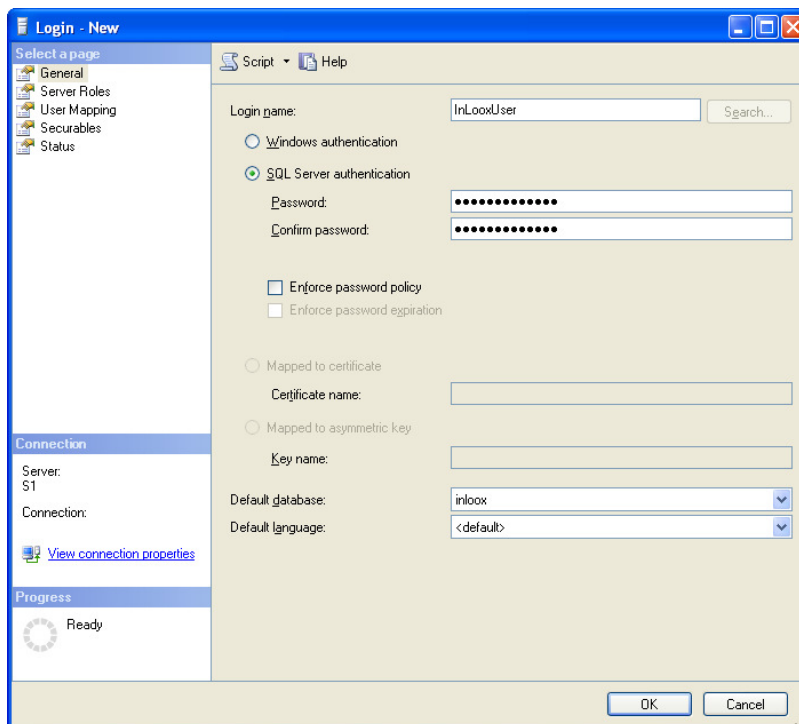 Login - New
Select a page
General
Server Roles
User Mapping
Securables
Status
Script
Help
Login name:
InLooxUser
Search...
Windows authentication
SQL Server authentication
Password:
●●●●●●●●●●●●●
Confirm password:
●●●●●●●●●●●●●
Enforce password policy
Enforce password expiration
Mapped to certificate
Certificate name:
Mapped to asymmetric key
Key name:
Default database:
inloox
Default language:
<default>
Connection
Server:
S1
Connection:
View connection properties
Progress
Ready
OK
Cancel